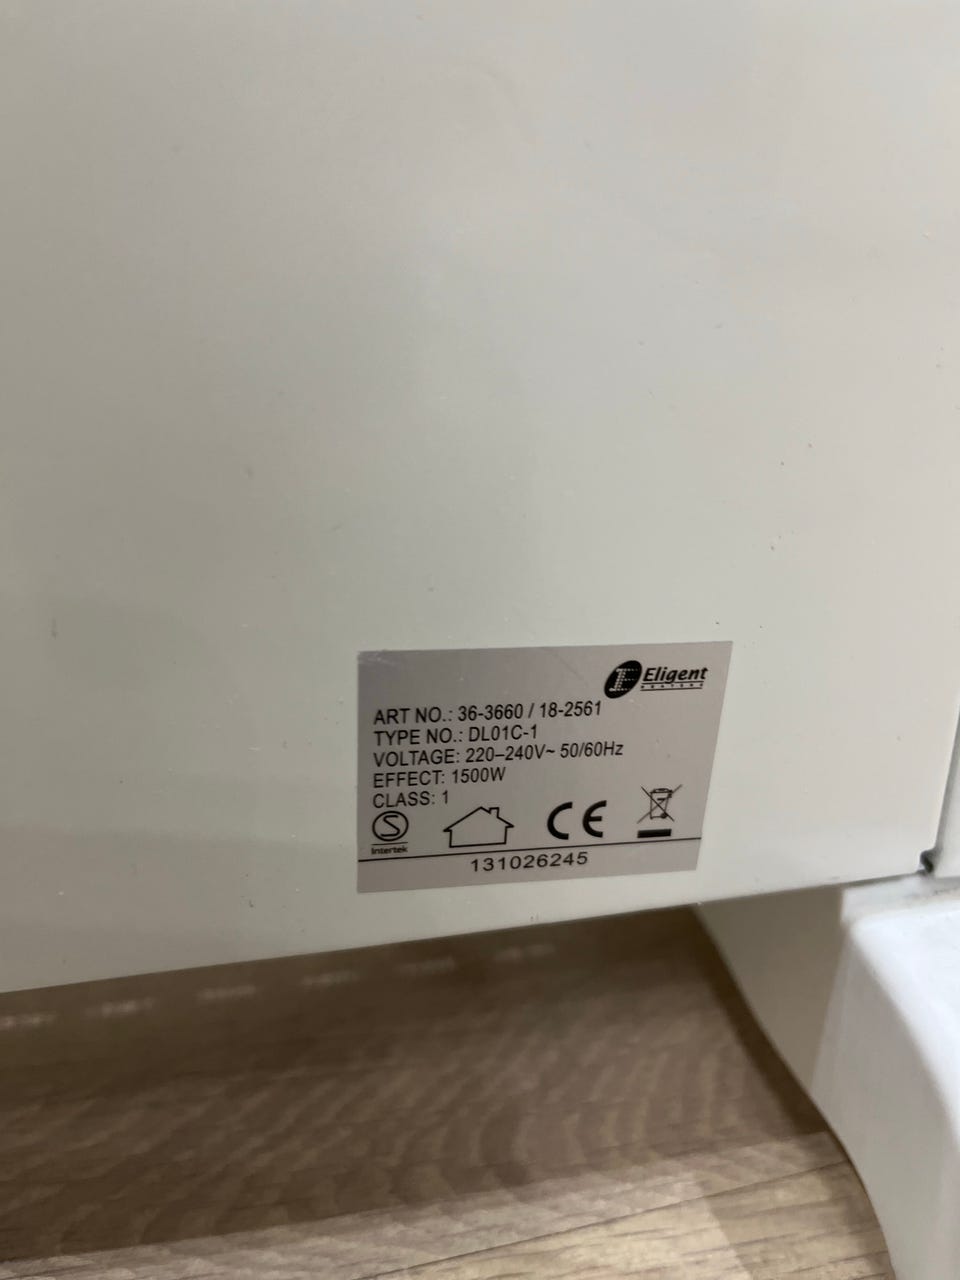 Eligent
HEATERS
ART NO.: 36-3660 / 18-2561
TYPE NO.: DL01C-1
VOLTAGE: 220–240V~ 50/60Hz
EFFECT: 1500W
CLASS: 1
S
Intertek
CE
131026245